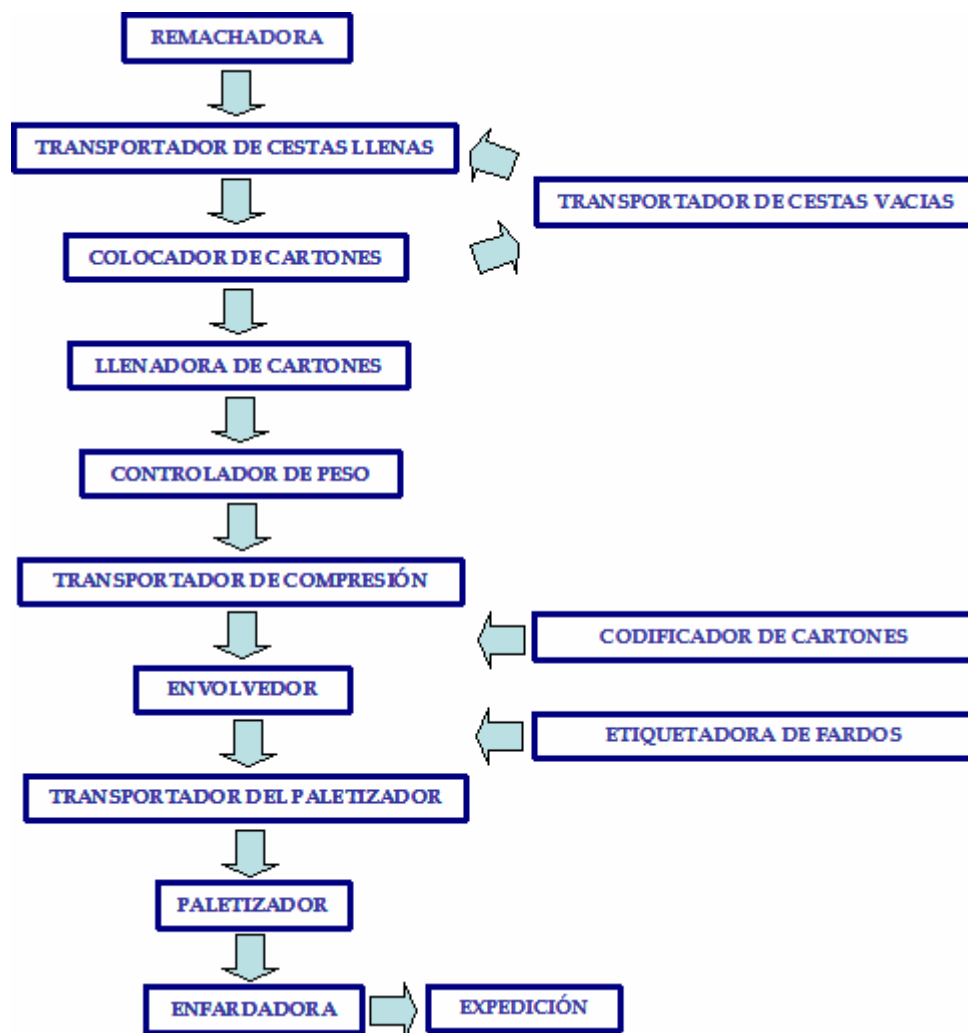 REMACHADORA
TRANSPORTADOR DE CESTAS LLENAS
TRANSPORTADOR DE CESTAS VACIAS
COLOCADOR DE CARTONES
LLENADORA DE CARTONES
CONTROLADOR DE PESO
TRANSPORTADOR DE COMPRESIÓN
CODIFICADOR DE CARTONES
ENVOLVEDOR
ETIQUETADORA DE FARDOS
TRANSPORTADOR DEL PALETIZADOR
PALETIZADOR
ENFARDADORA
EXPEDICIÓN